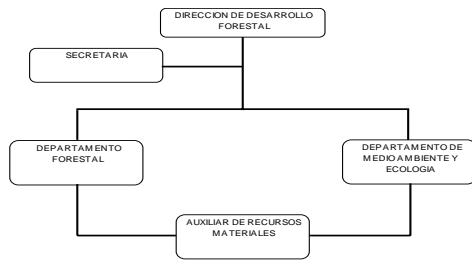 DIRECCION DE DESARROLLO
FORESTAL
SECRETARIA
DEPARTAMENTO
FORESTAL
DEPARTAMENTO DE
MEDIO AMBIENTE Y
ECOLOGIA
AUXILIAR DE RECURSOS
MATERIALES